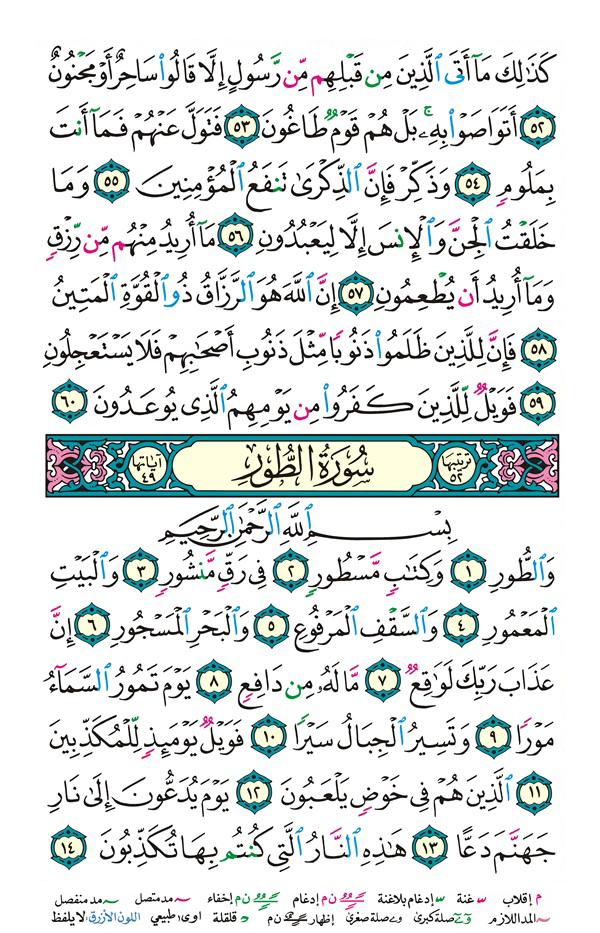 كَذَٰلِكَ مَآ أَتَى ٱلَّذِينَ مِن قَبْلِهِم مِّن رَّسُولٍ إِلَّا قَالُوا۟ سَاحِرٌ أَوْ مَجْنُونٌ
٥٢ أَتَوَاصَوْا۟ بِهِۦ ۚ بَلْ هُمْ قَوْمٌ طَاغُونَ ٥٣ فَتَوَلَّ عَنْهُمْ فَمَآ أَنتَ
بِمَلُومٍ ٥٤ وَذَكِّرْ فَإِنَّ ٱلذِّكْرَىٰ تَنفَعُ ٱلْمُؤْمِنِينَ ٥٥ وَمَا
خَلَقْتُ ٱلْجِنَّ وَٱلْإِنسَ إِلَّا لِيَعْبُدُونِ ٥٦ مَآ أُرِيدُ مِنْهُم مِّن رِّزْقٍ
وَمَآ أُرِيدُ أَن يُطْعِمُونِ ٥٧ إِنَّ ٱللَّهَ هُوَ ٱلرَّزَّاقُ ذُو ٱلْقُوَّةِ ٱلْمَتِينُ
٥٨ فَإِنَّ لِلَّذِينَ ظَلَمُوا۟ ذَنُوبًا مِّثْلَ ذَنُوبِ أَصْحَٰبِهِمْ فَلَا يَسْتَعْجِلُونِ
٥٩ فَوَيْلٌ لِّلَّذِينَ كَفَرُوا۟ مِن يَوْمِهِمُ ٱلَّذِى يُوعَدُونَ ٦٠
ترتيبها ٥٢ سُورَةُ الطُّورِ آياتها ٤٩
بِسْمِ ٱللَّهِ ٱلرَّحْمَٰنِ ٱلرَّحِيمِ
وَٱلطُّورِ ١ وَكِتَٰبٍ مَّسْطُورٍ ٢ فِى رَقٍّ مَّنشُورٍ ٣ وَٱلْبَيْتِ
ٱلْمَعْمُورِ ٤ وَٱلسَّقْفِ ٱلْمَرْفُوعِ ٥ وَٱلْبَحْرِ ٱلْمَسْجُورِ ٦ إِنَّ
عَذَابَ رَبِّكَ لَوَٰقِعٌ ٧ مَّا لَهُۥ مِن دَافِعٍ ٨ يَوْمَ تَمُورُ ٱلسَّمَآءُ
مَوْرًا ٩ وَتَسِيرُ ٱلْجِبَالُ سَيْرًا ١٠ فَوَيْلٌ يَوْمَئِذٍ لِّلْمُكَذِّبِينَ
١١ ٱلَّذِينَ هُمْ فِى خَوْضٍ يَلْعَبُونَ ١٢ يَوْمَ يُدَعُّونَ إِلَىٰ نَارِ
جَهَنَّمَ دَعًّا ١٣ هَٰذِهِ ٱلنَّارُ ٱلَّتِى كُنتُم بِهَا تُكَذِّبُونَ ١٤
م إقلاب غنة إدغام بلاغنة ن م إدغام ن م إخفاء مد متصل مد منفصل
المد اللازم صلة كبرى صلة صغرى إظهار ن م قلقلة اوى: طبيعي اللون الأزرق: لا يلفظ